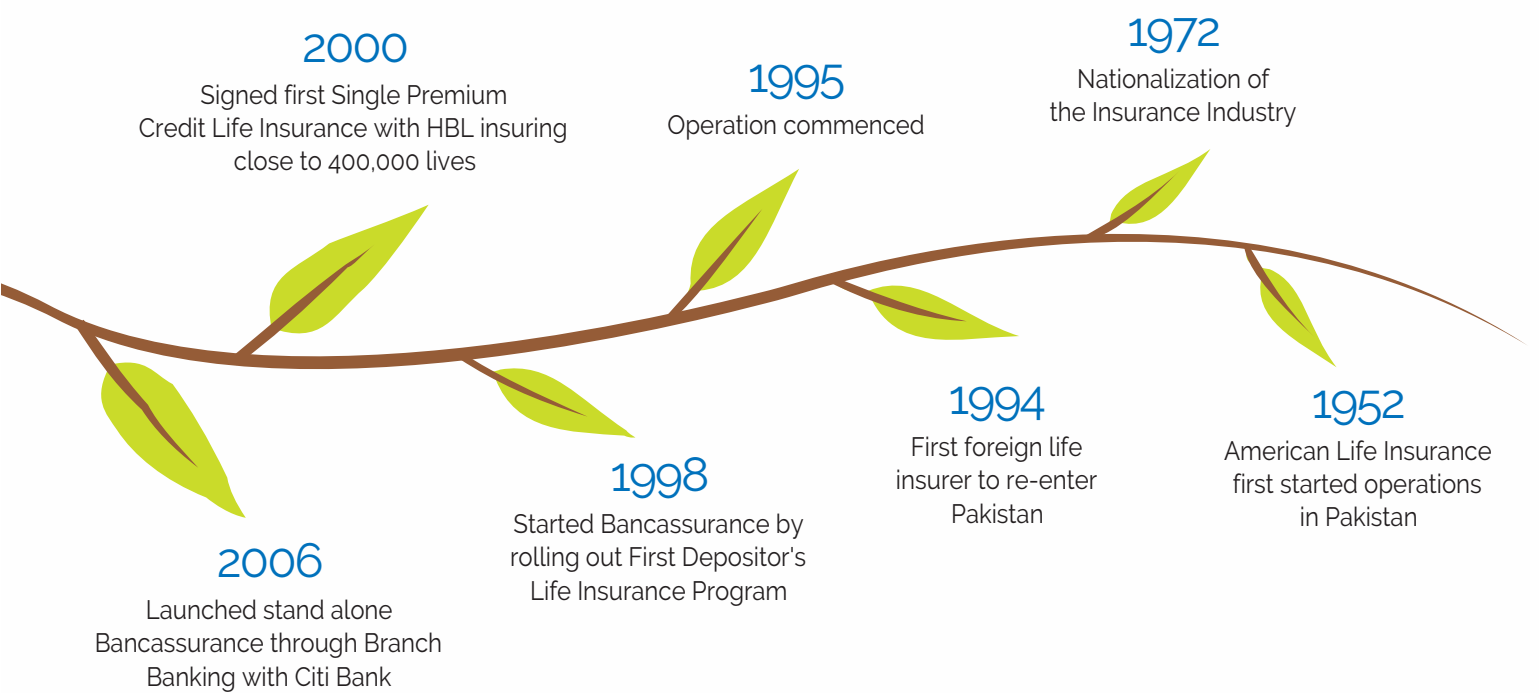 2000
Signed first Single Premium
Credit Life Insurance with HBL insuring
close to 400,000 lives
1995
Operation commenced
1972
Nationalization of
the Insurance Industry
2006
Launched stand alone
Bancassurance through Branch
Banking with Citi Bank
1998
Started Bancassurance by
rolling out First Depositor's
Life Insurance Program
1994
First foreign life
insurer to re-enter
Pakistan
1952
American Life Insurance
first started operations
in Pakistan